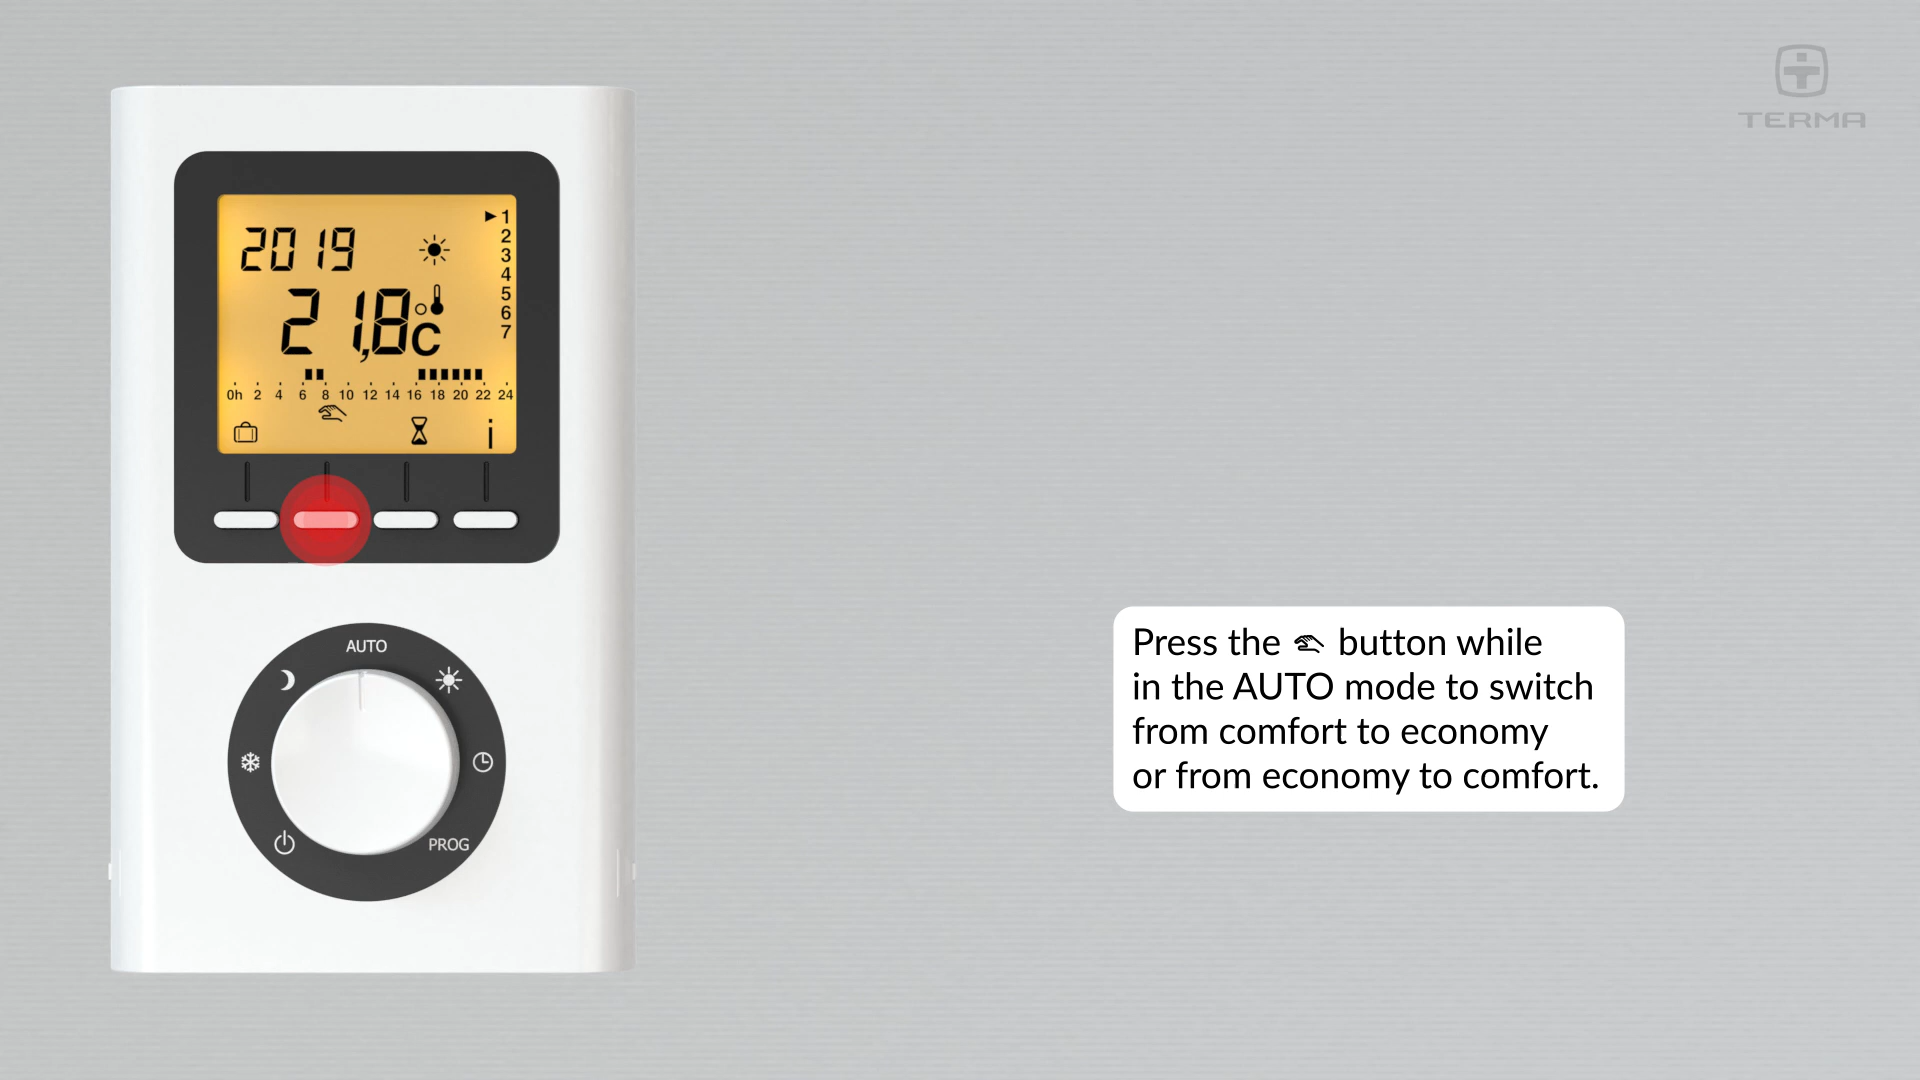 TERMA
1
2019
2
3
4
5
21,8°C
6
7
0h 2 4 6 8 10 12 14 16 18 20 22 24
i
AUTO
PROG
Press the button while
in the AUTO mode to switch
from comfort to economy
or from economy to comfort.